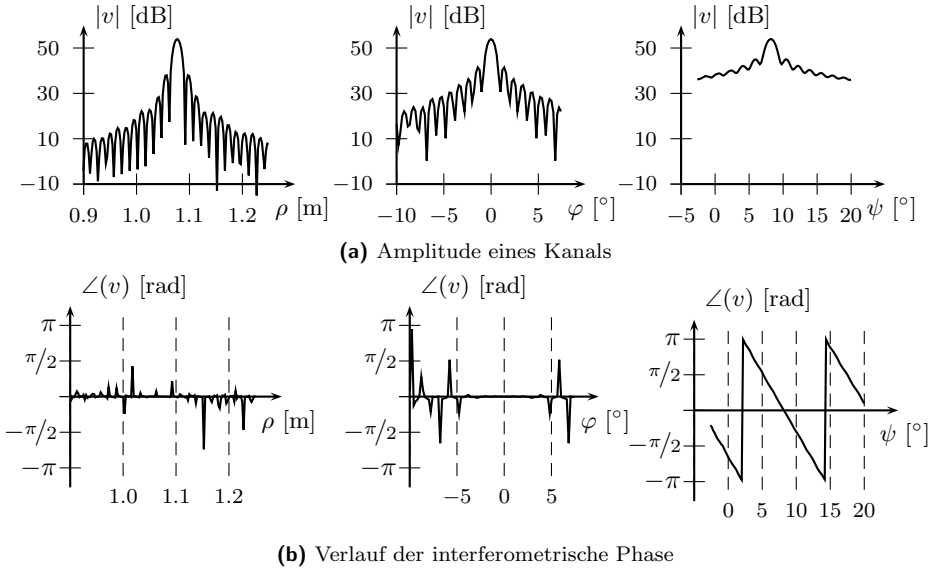 |v| [dB] |v| [dB] |v| [dB]
50 50 50
30 30 30
10 10 10
−10 −10 −10
0.9 1.0 1.1 1.2 ρ [m] −10 −5 0 5 φ [°] −5 0 5 10 15 20 ψ [°]
(a) Amplitude eines Kanals
∠(v) [rad] ∠(v) [rad] ∠(v) [rad]
π π π
π/2 π/2 π/2
ρ [m] φ [°] ψ [°]
−π/2 −π/2 −π/2
−π −π −π
1.0 1.1 1.2 −5 0 5 0 5 10 15 20
(b) Verlauf der interferometrische Phase